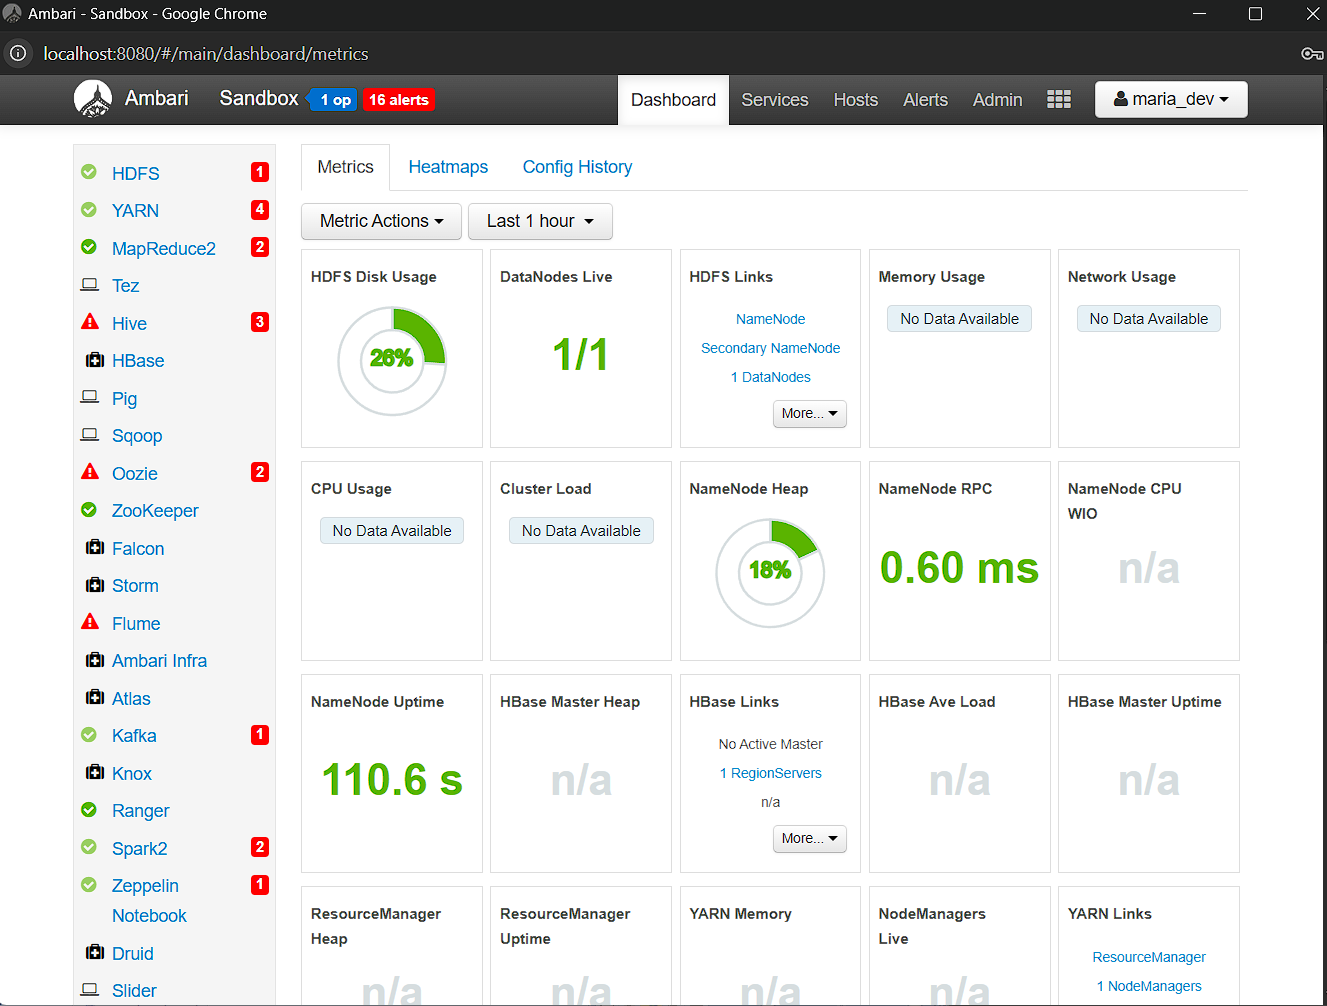 Ambari - Sandbox - Google Chrome
localhost:8080/#/main/dashboard/metrics
Ambari Sandbox 1 op 16 alerts Dashboard Services Hosts Alerts Admin maria_dev
HDFS 1
YARN 4
MapReduce2 2
Tez
Hive 3
HBase
Pig
Sqoop
Oozie 2
ZooKeeper
Falcon
Storm
Flume
Ambari Infra
Atlas
Kafka 1
Knox
Ranger
Spark2 2
Zeppelin 1
Notebook
Druid
Slider
Metrics Heatmaps Config History
Metric Actions Last 1 hour
HDFS Disk Usage
26%
DataNodes Live
1/1
HDFS Links
NameNode
Secondary NameNode
1 DataNodes
More...
Memory Usage
No Data Available
Network Usage
No Data Available
CPU Usage
No Data Available
Cluster Load
No Data Available
NameNode Heap
18%
NameNode RPC
0.60 ms
NameNode CPU
WIO
n/a
NameNode Uptime
110.6 s
HBase Master Heap
n/a
HBase Links
No Active Master
1 RegionServers
n/a
More...
HBase Ave Load
n/a
HBase Master Uptime
n/a
ResourceManager
Heap
n/a
ResourceManager
Uptime
n/a
YARN Memory
n/a
NodeManagers
Live
n/a
YARN Links
ResourceManager
1 NodeManagers